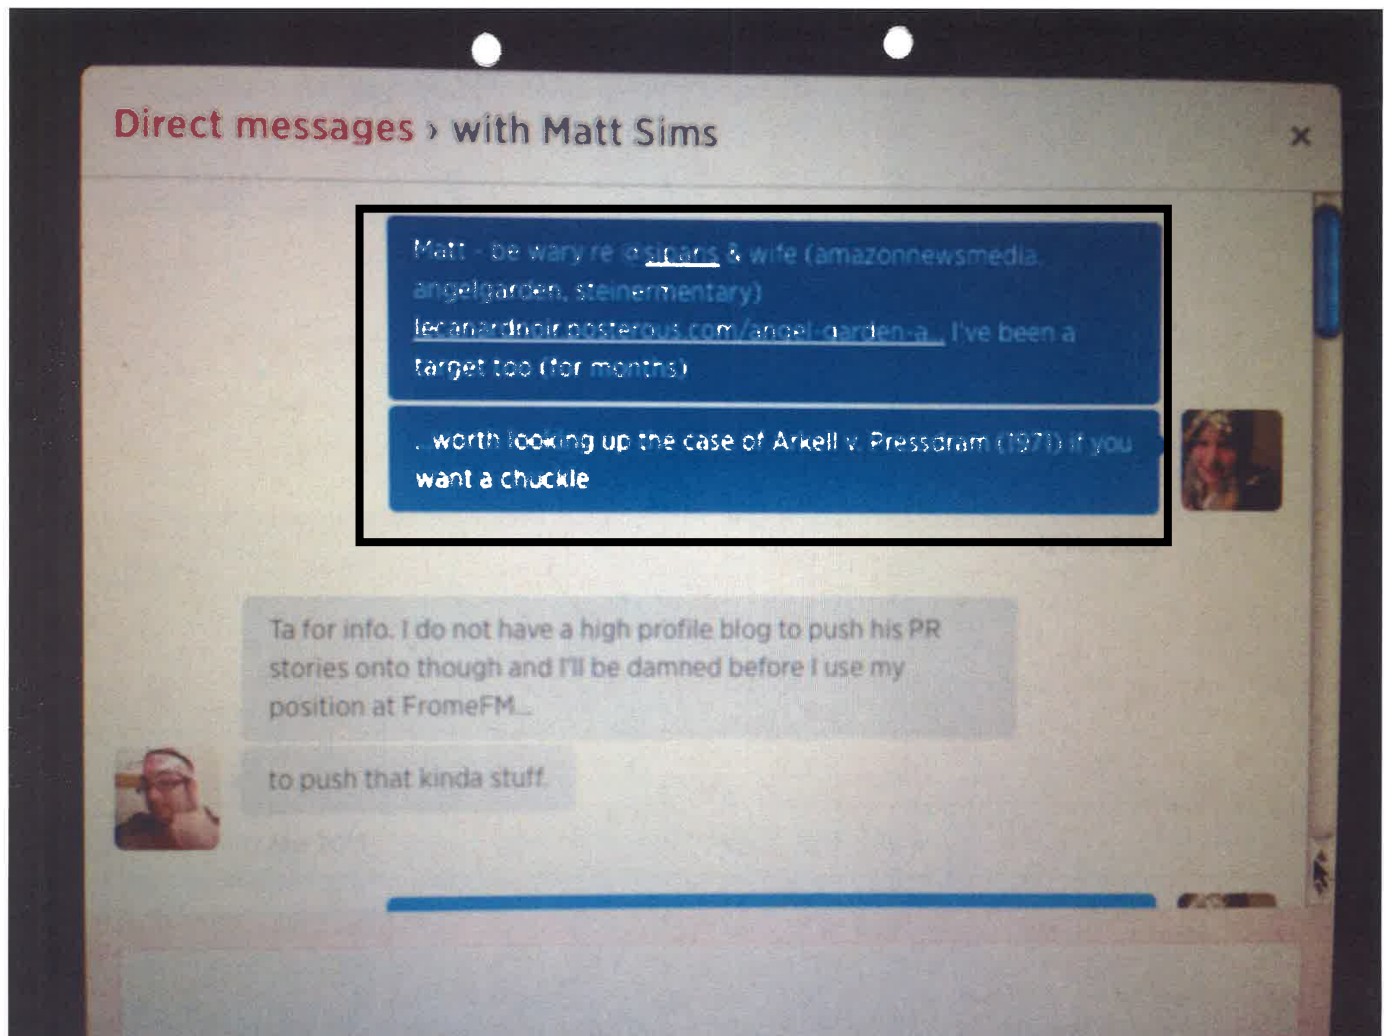 Direct messages › with Matt Sims
×
Matt - be wary re @sipans & wife (amazonnewsmedia,
angelgarden, steinermentary)
lecanardnoir.posterous.com/angel-garden-a... I've been a
target too (for months)
...worth looking up the case of Arkell v. Pressdram (1971) if you
want a chuckle
Ta for info. I do not have a high profile blog to push his PR
stories onto though and I'll be damned before I use my
position at FromeFM...
to push that kinda stuff.